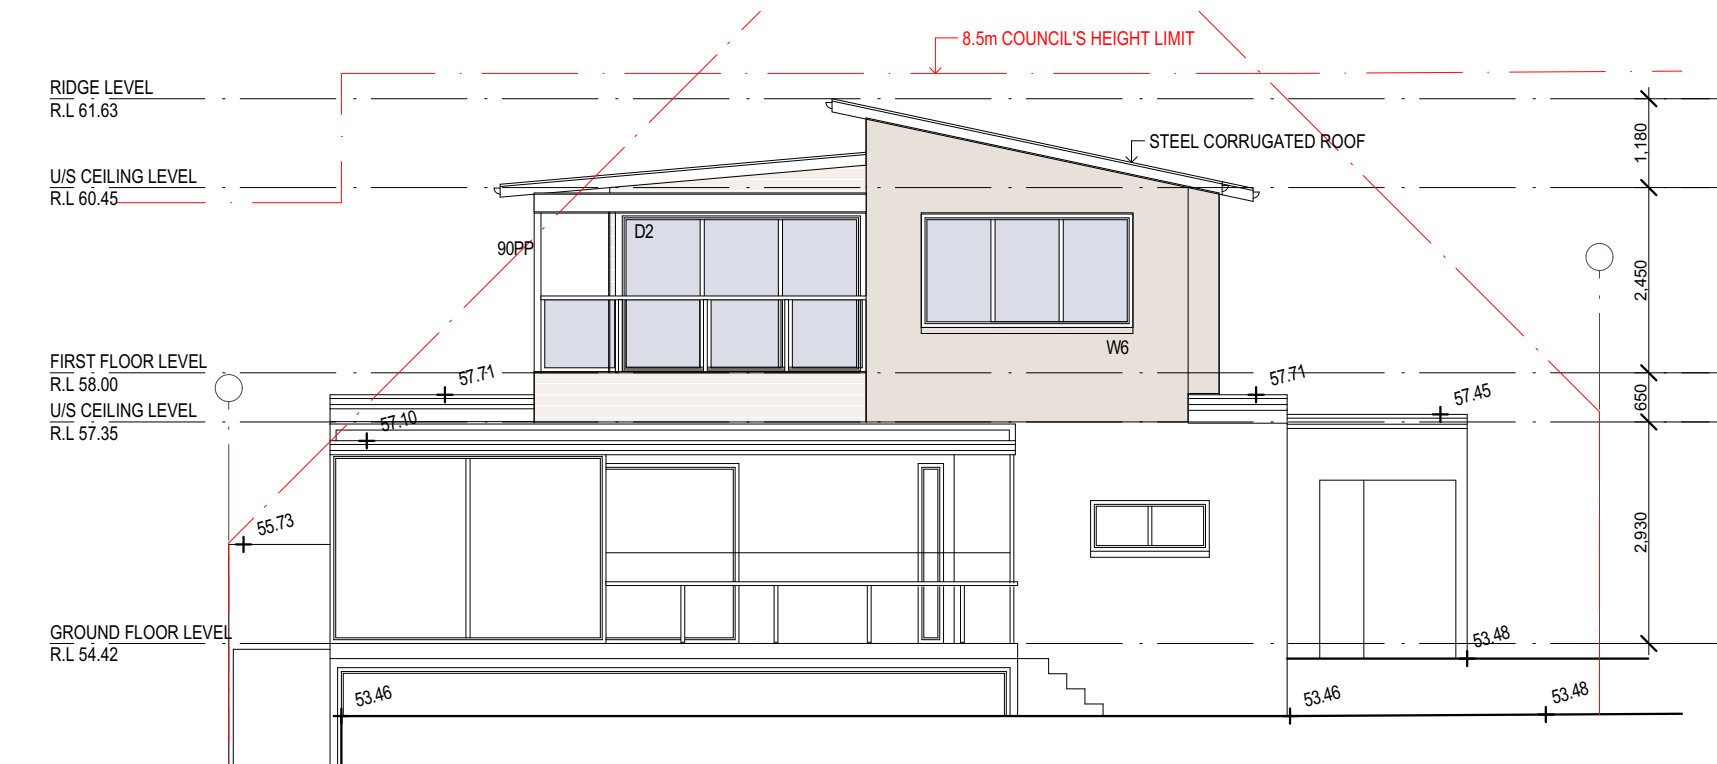 8.5m COUNCIL'S HEIGHT LIMIT
RIDGE LEVEL
R.L 61.63
STEEL CORRUGATED ROOF
1,180
U/S CEILING LEVEL
R.L 60.45
D2
90PP
2,450
W6
FIRST FLOOR LEVEL
R.L 58.00
57.71
57.71
57.45
650
U/S CEILING LEVEL
R.L 57.35
57.10
55.73
2,930
GROUND FLOOR LEVEL
R.L 54.42
53.48
53.46
53.46
53.48